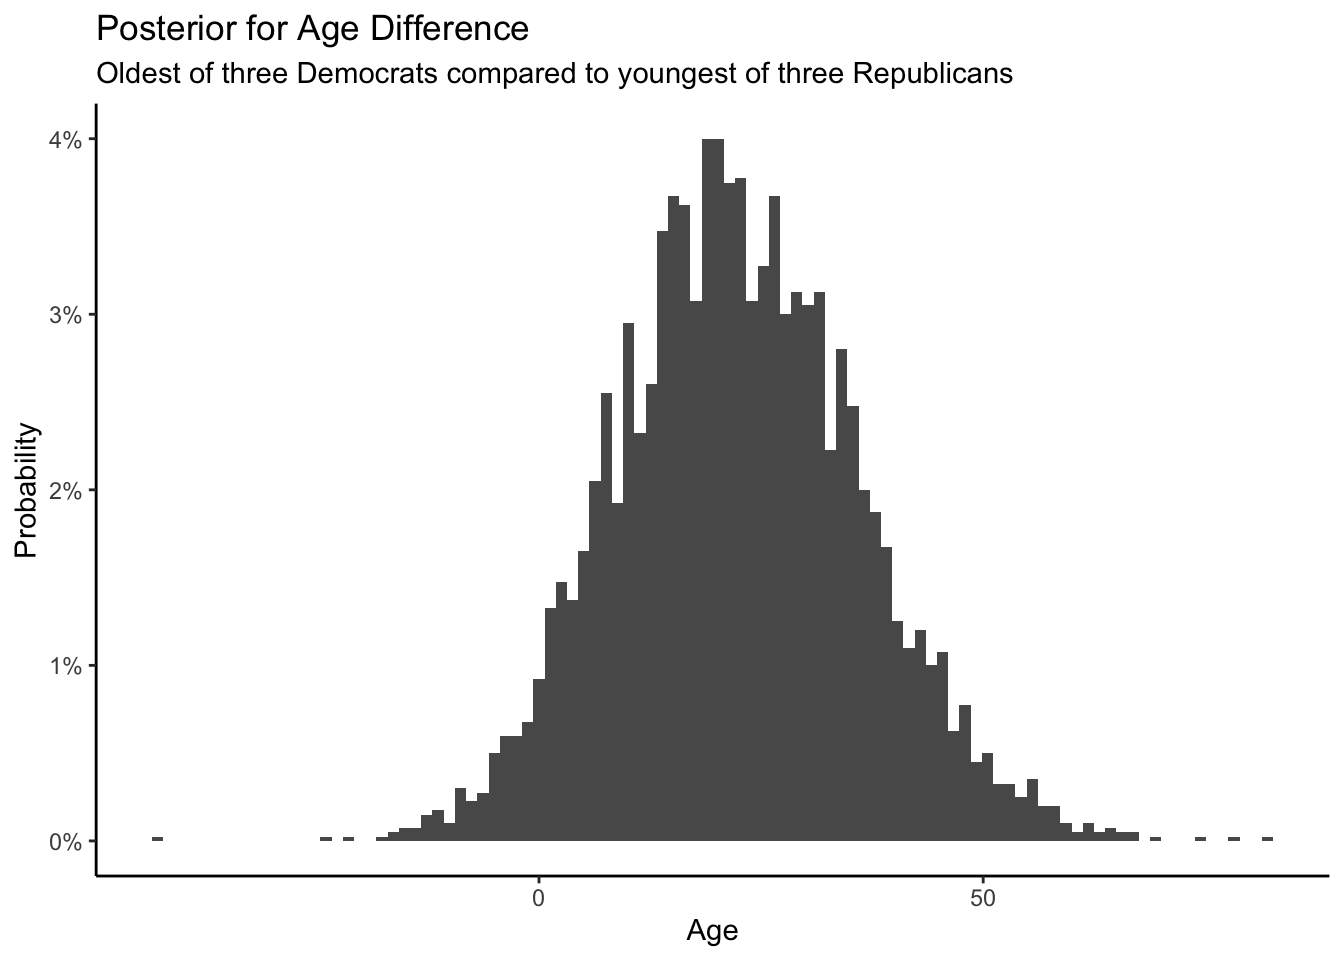 Posterior for Age Difference
Oldest of three Democrats compared to youngest of three Republicans
4%
3%
2%
1%
0%
Probability
0
50
Age